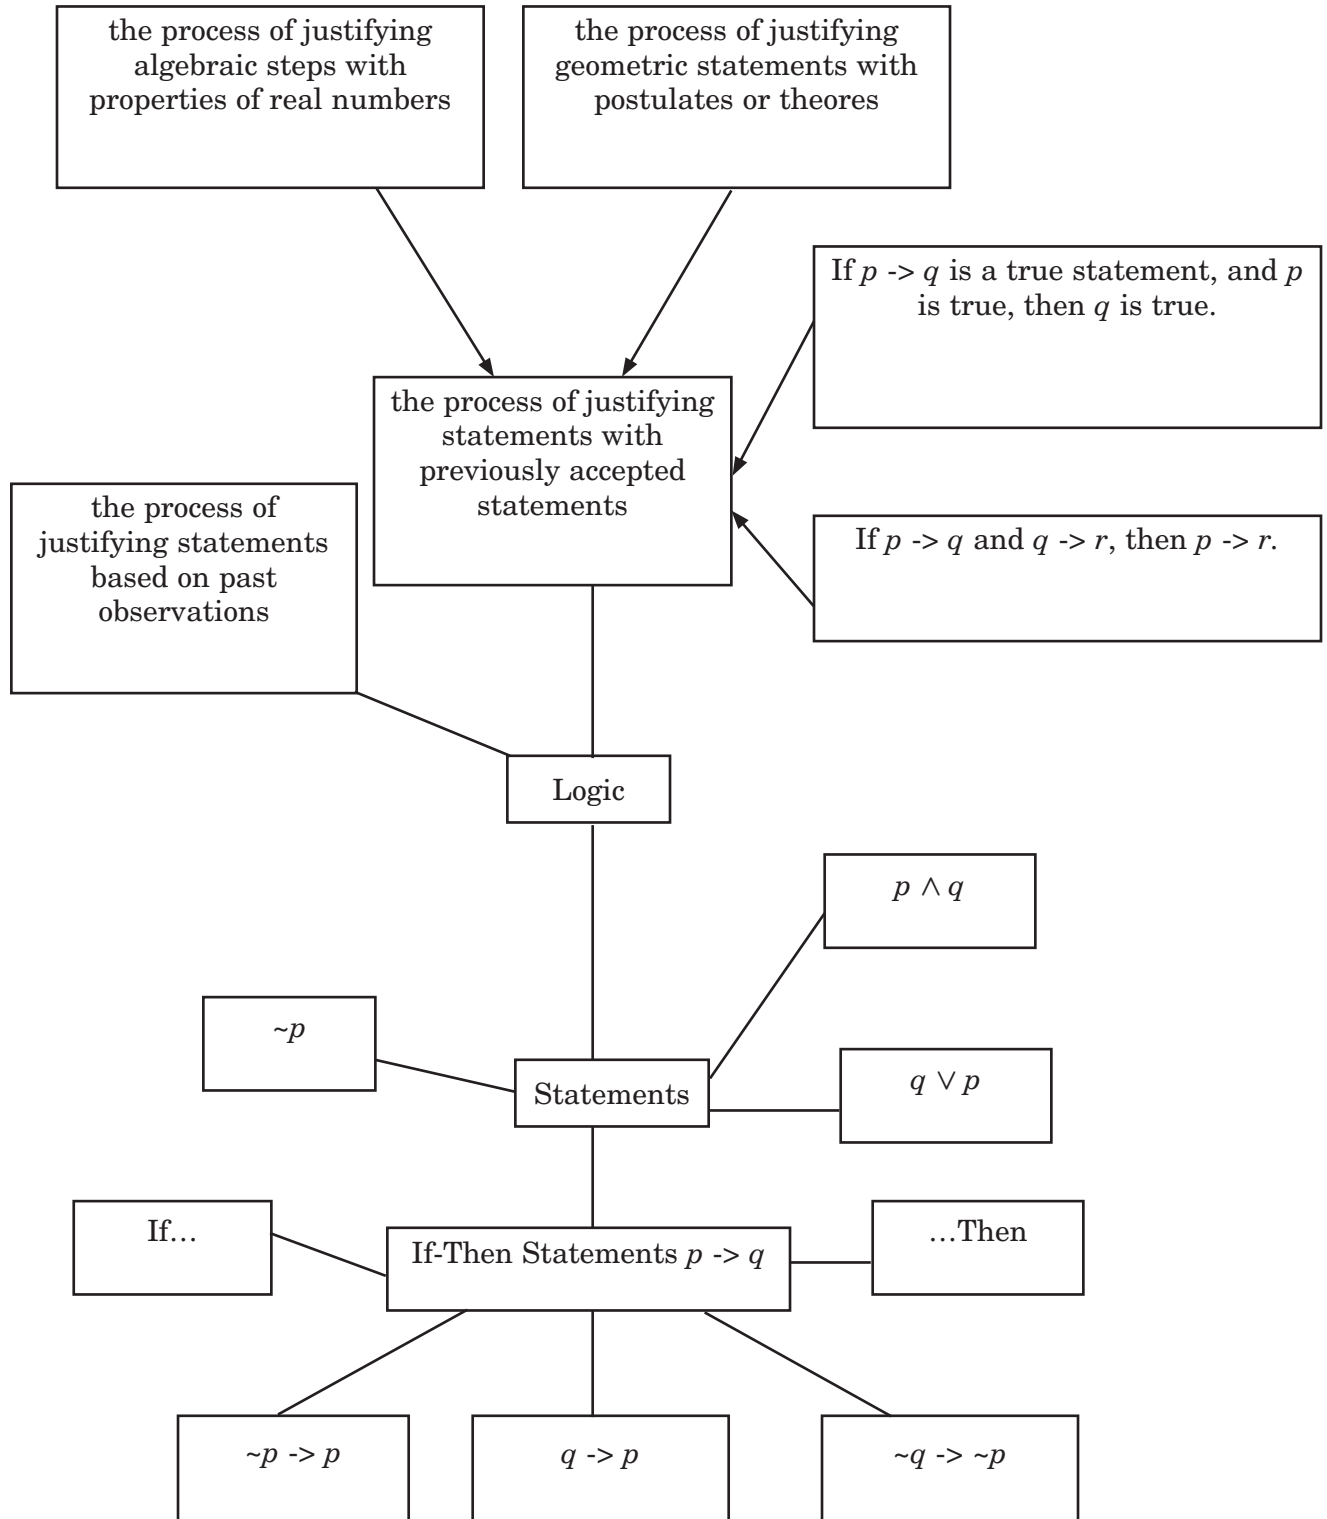 the process of justifying
algebraic steps with
properties of real numbers
the process of justifying
geometric statements with
postulates or theores
If p -> q is a true statement, and p
is true, then q is true.
the process of justifying
statements with
previously accepted
statements
the process of
justifying statements
based on past
observations
If p -> q and q -> r, then p -> r.
Logic
p ∧ q
~p
Statements
q ∨ p
If…
If-Then Statements p -> q
…Then
~p -> p
q -> p
~q -> ~p